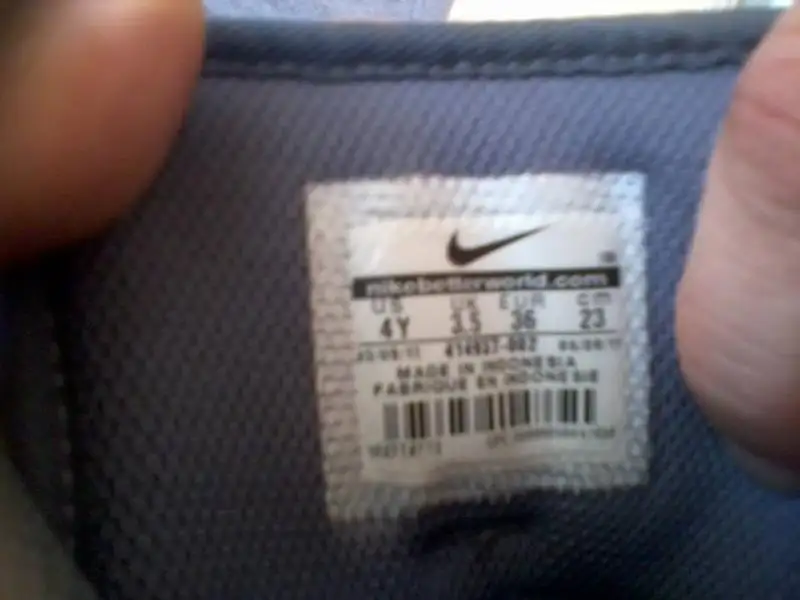 nikebetterworld.com
US UK EUR cm
4Y 3.5 36 23
MADE IN INDONESIA
FABRIQUE EN INDONESIE